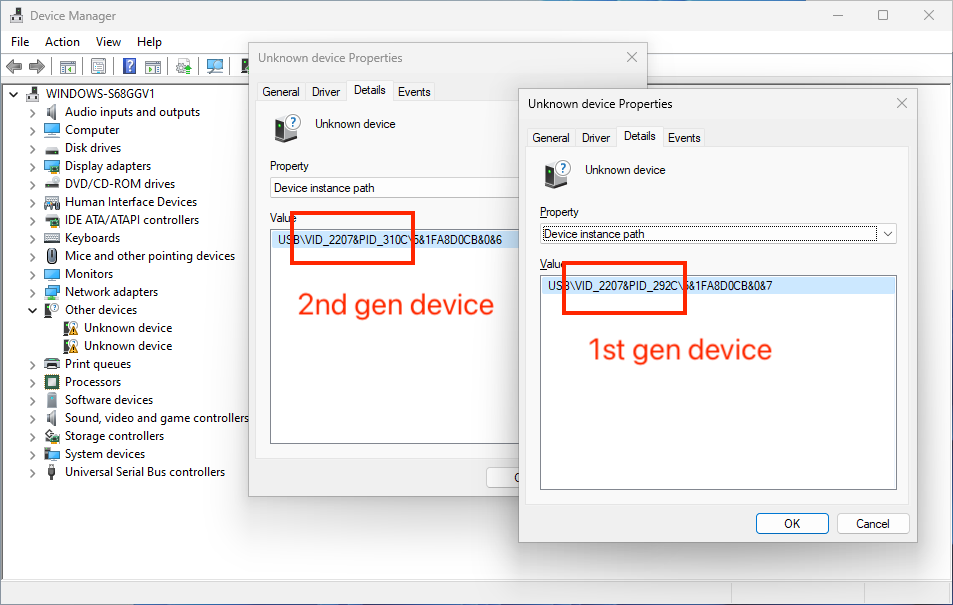 Device Manager
File Action View Help
WINDOWS-S68GGV1
Audio inputs and outputs
Computer
Disk drives
Display adapters
DVD/CD-ROM drives
Human Interface Devices
IDE ATA/ATAPI controllers
Keyboards
Mice and other pointing devices
Monitors
Network adapters
Other devices
Unknown device
Unknown device
Print queues
Processors
Software devices
Sound, video and game controllers
Storage controllers
System devices
Universal Serial Bus controllers
Unknown device Properties
General Driver Details Events
Unknown device
Property
Device instance path
Value
USB\VID_2207&PID_310C\5&1FA8D0CB&0&6
2nd gen device
Unknown device Properties
General Driver Details Events
Unknown device
Property
Device instance path
Value
USB\VID_2207&PID_292C\5&1FA8D0CB&0&7
1st gen device
OK Cancel